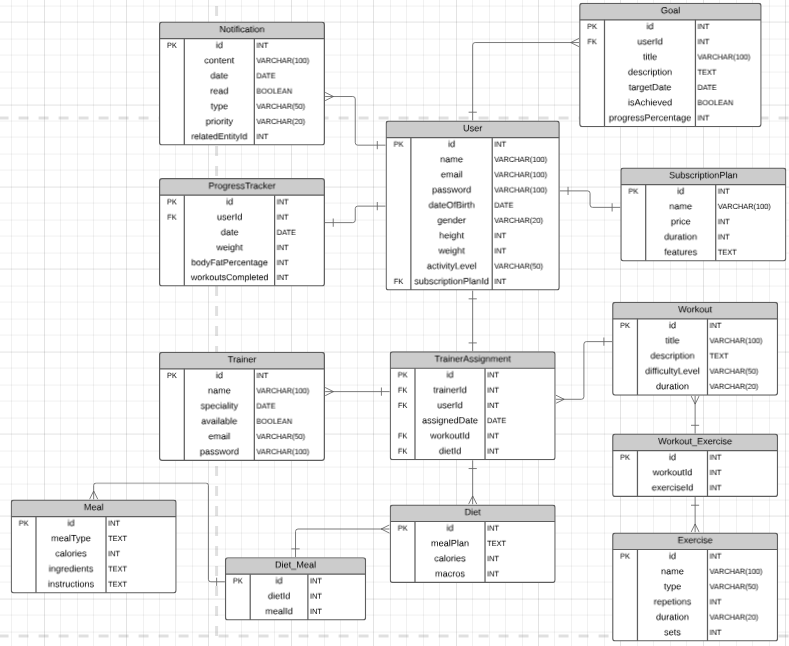 Notification
PK id INT
content VARCHAR(100)
date DATE
read BOOLEAN
type VARCHAR(50)
priority VARCHAR(20)
relatedEntityId INT
Goal
PK id INT
FK userId INT
title VARCHAR(100)
description TEXT
targetDate DATE
isAchieved BOOLEAN
progressPercentage INT
User
PK id INT
name VARCHAR(100)
email VARCHAR(100)
password VARCHAR(100)
dateOfBirth DATE
gender VARCHAR(20)
height INT
weight INT
activityLevel VARCHAR(50)
FK subscriptionPlanId INT
ProgressTracker
PK id INT
FK userId INT
date DATE
weight INT
bodyFatPercentage INT
workoutsCompleted INT
SubscriptionPlan
PK id INT
name VARCHAR(100)
price INT
duration INT
features TEXT
Trainer
PK id INT
name VARCHAR(100)
speciality DATE
available BOOLEAN
email VARCHAR(50)
password VARCHAR(100)
TrainerAssignment
PK id INT
FK trainerId INT
FK userId INT
assignedDate DATE
FK workoutId INT
FK dietId INT
Workout
PK id INT
title VARCHAR(100)
description TEXT
difficultyLevel VARCHAR(50)
duration VARCHAR(20)
Workout_Exercise
PK id INT
workoutId INT
exerciseId INT
Meal
PK id INT
mealType TEXT
calories INT
ingredients TEXT
instructions TEXT
Diet_Meal
PK id INT
dietId INT
mealId INT
Diet
PK id INT
mealPlan TEXT
calories INT
macros INT
Exercise
PK id INT
name VARCHAR(100)
type VARCHAR(50)
repetions INT
duration VARCHAR(20)
sets INT